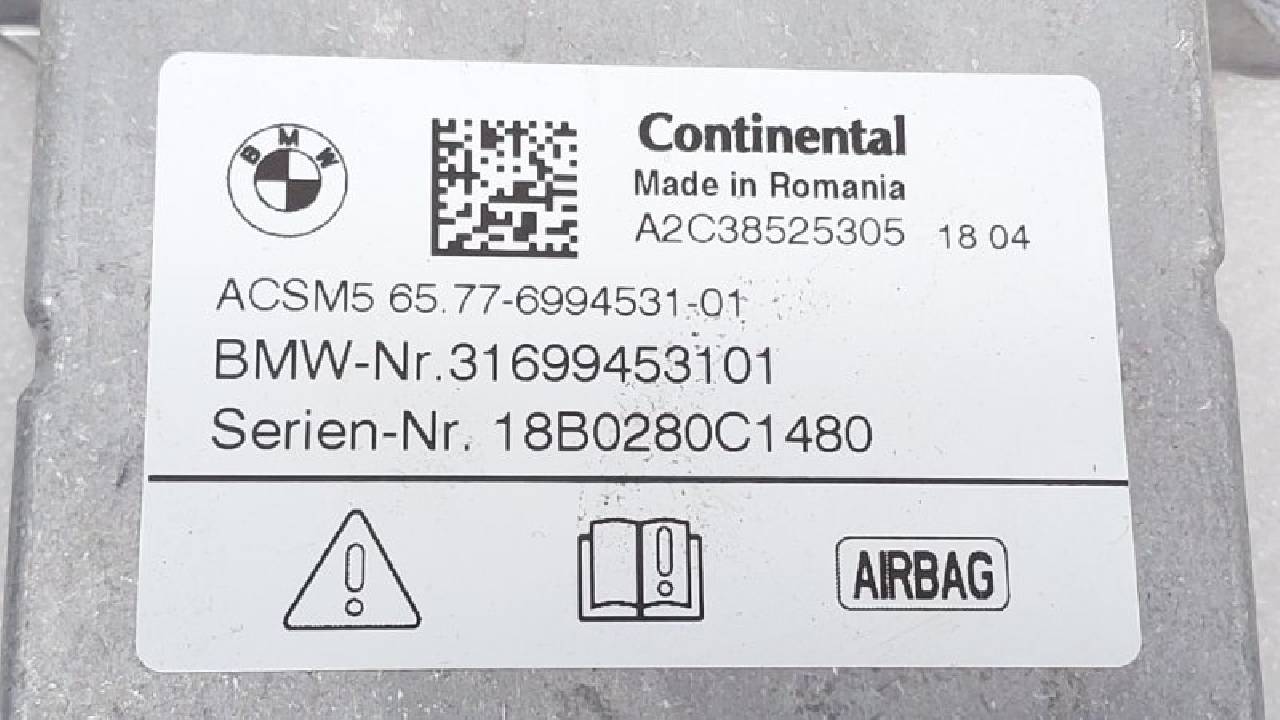 BMW
Continental
Made in Romania
A2C38525305 18 04
ACSM5 65.77-6994531-01
BMW-Nr.31699453101
Serien-Nr. 18B0280C1480
AIRBAG